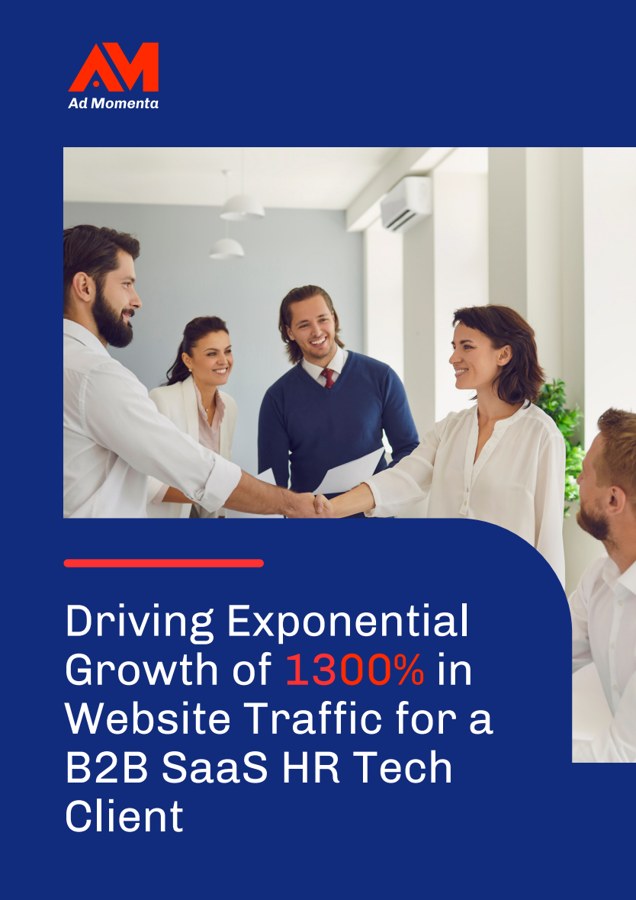 AM
Ad Momenta
Driving Exponential
Growth of 1300% in
Website Traffic for a
B2B SaaS HR Tech
Client